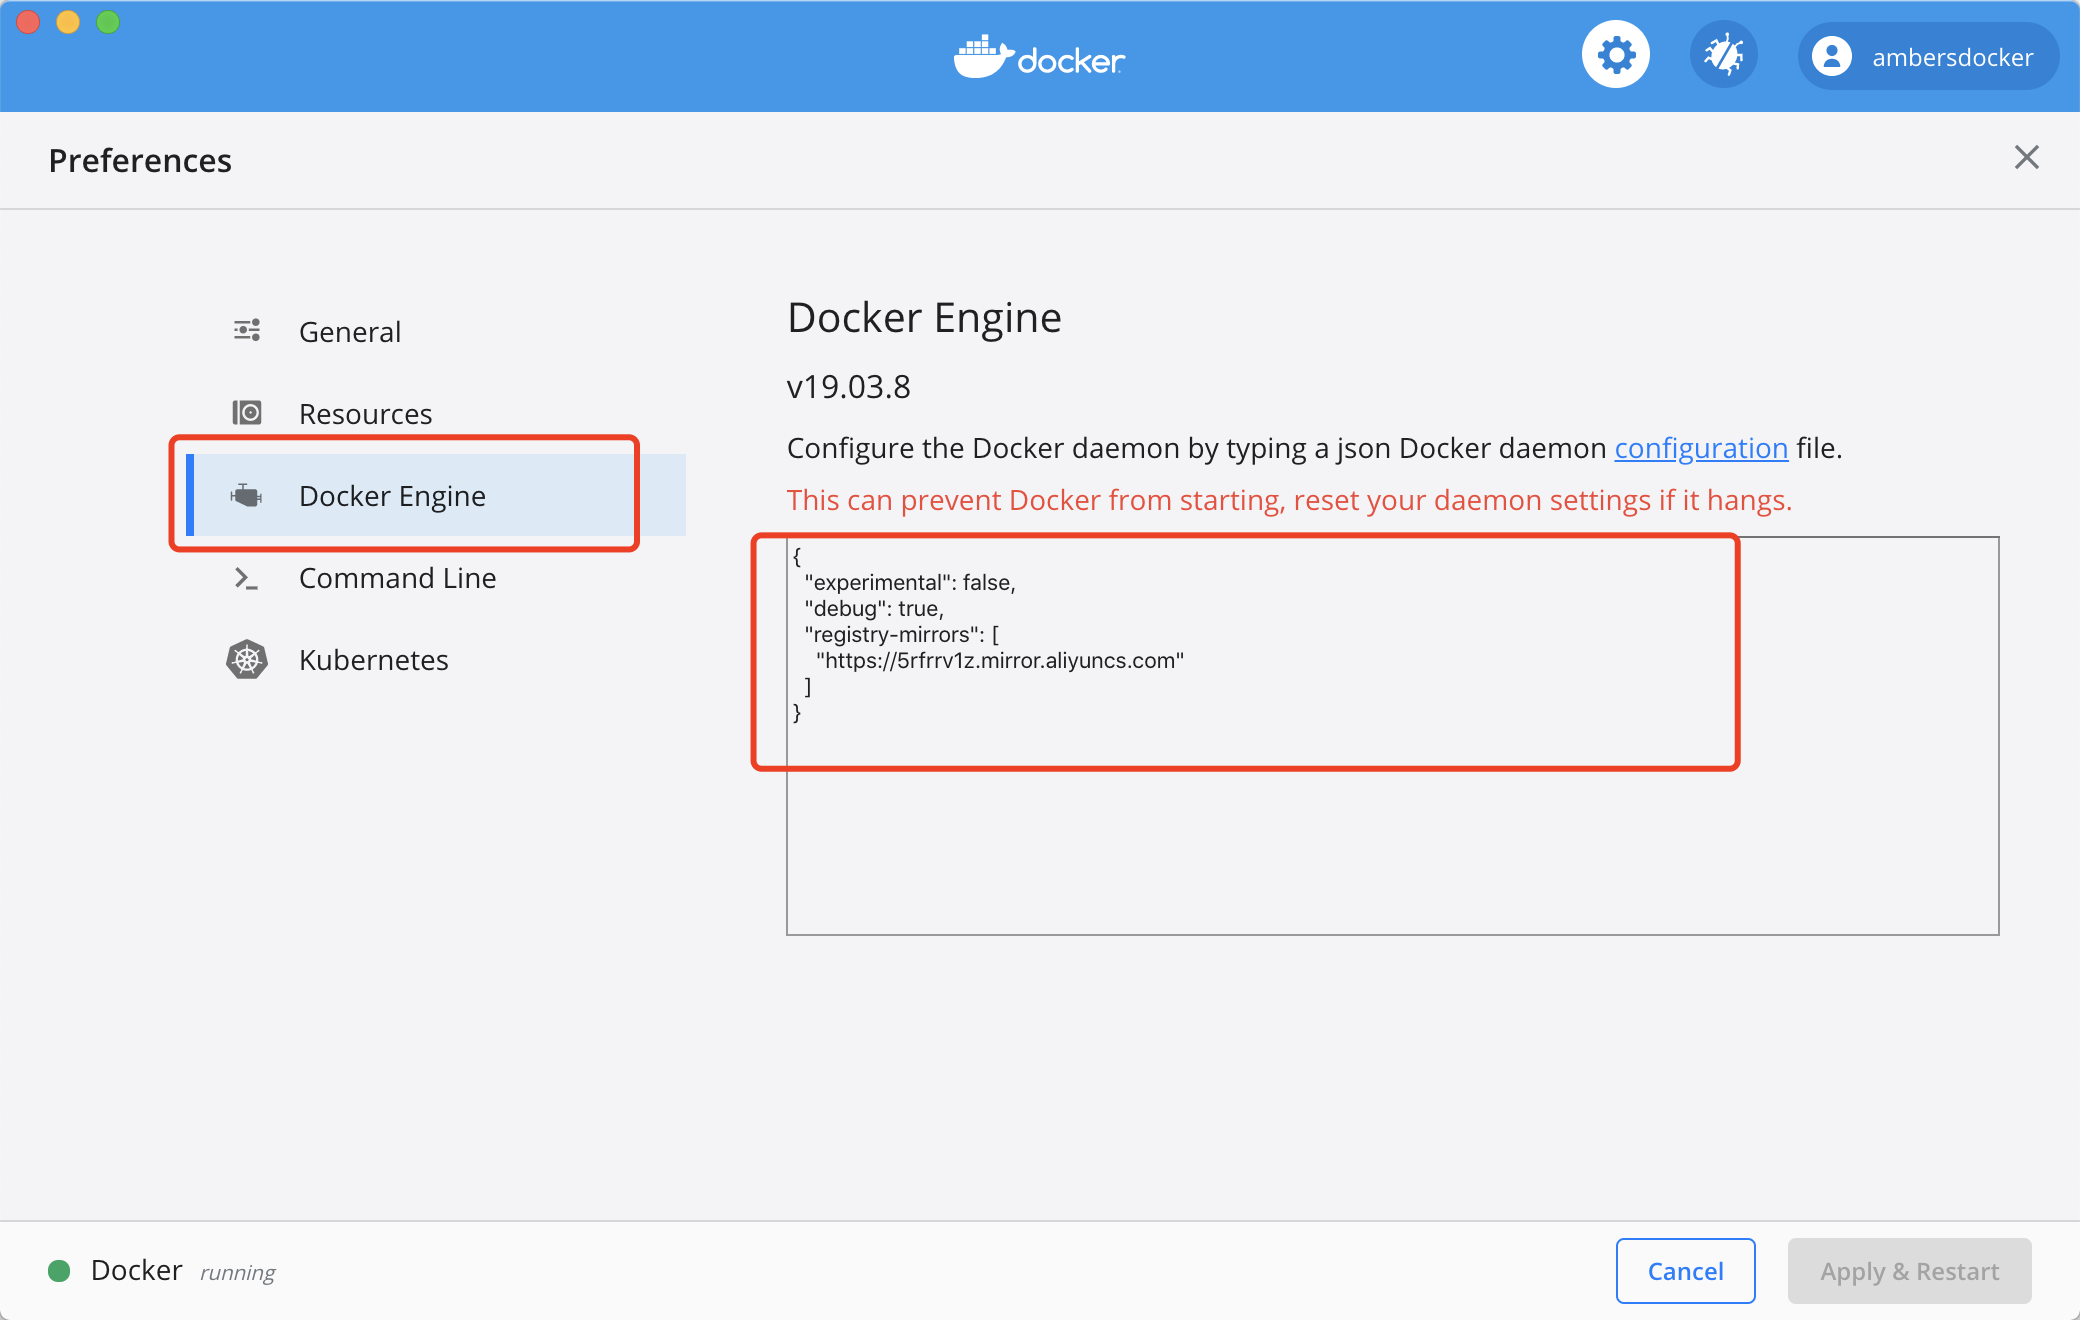 docker
ambersdocker
Preferences
General
Resources
Docker Engine
Command Line
Kubernetes
Docker Engine
v19.03.8
Configure the Docker daemon by typing a json Docker daemon configuration file.
This can prevent Docker from starting, reset your daemon settings if it hangs.
{
  "experimental": false,
  "debug": true,
  "registry-mirrors": [
    "https://5rfrrv1z.mirror.aliyuncs.com"
  ]
}
Docker running
Cancel
Apply & Restart